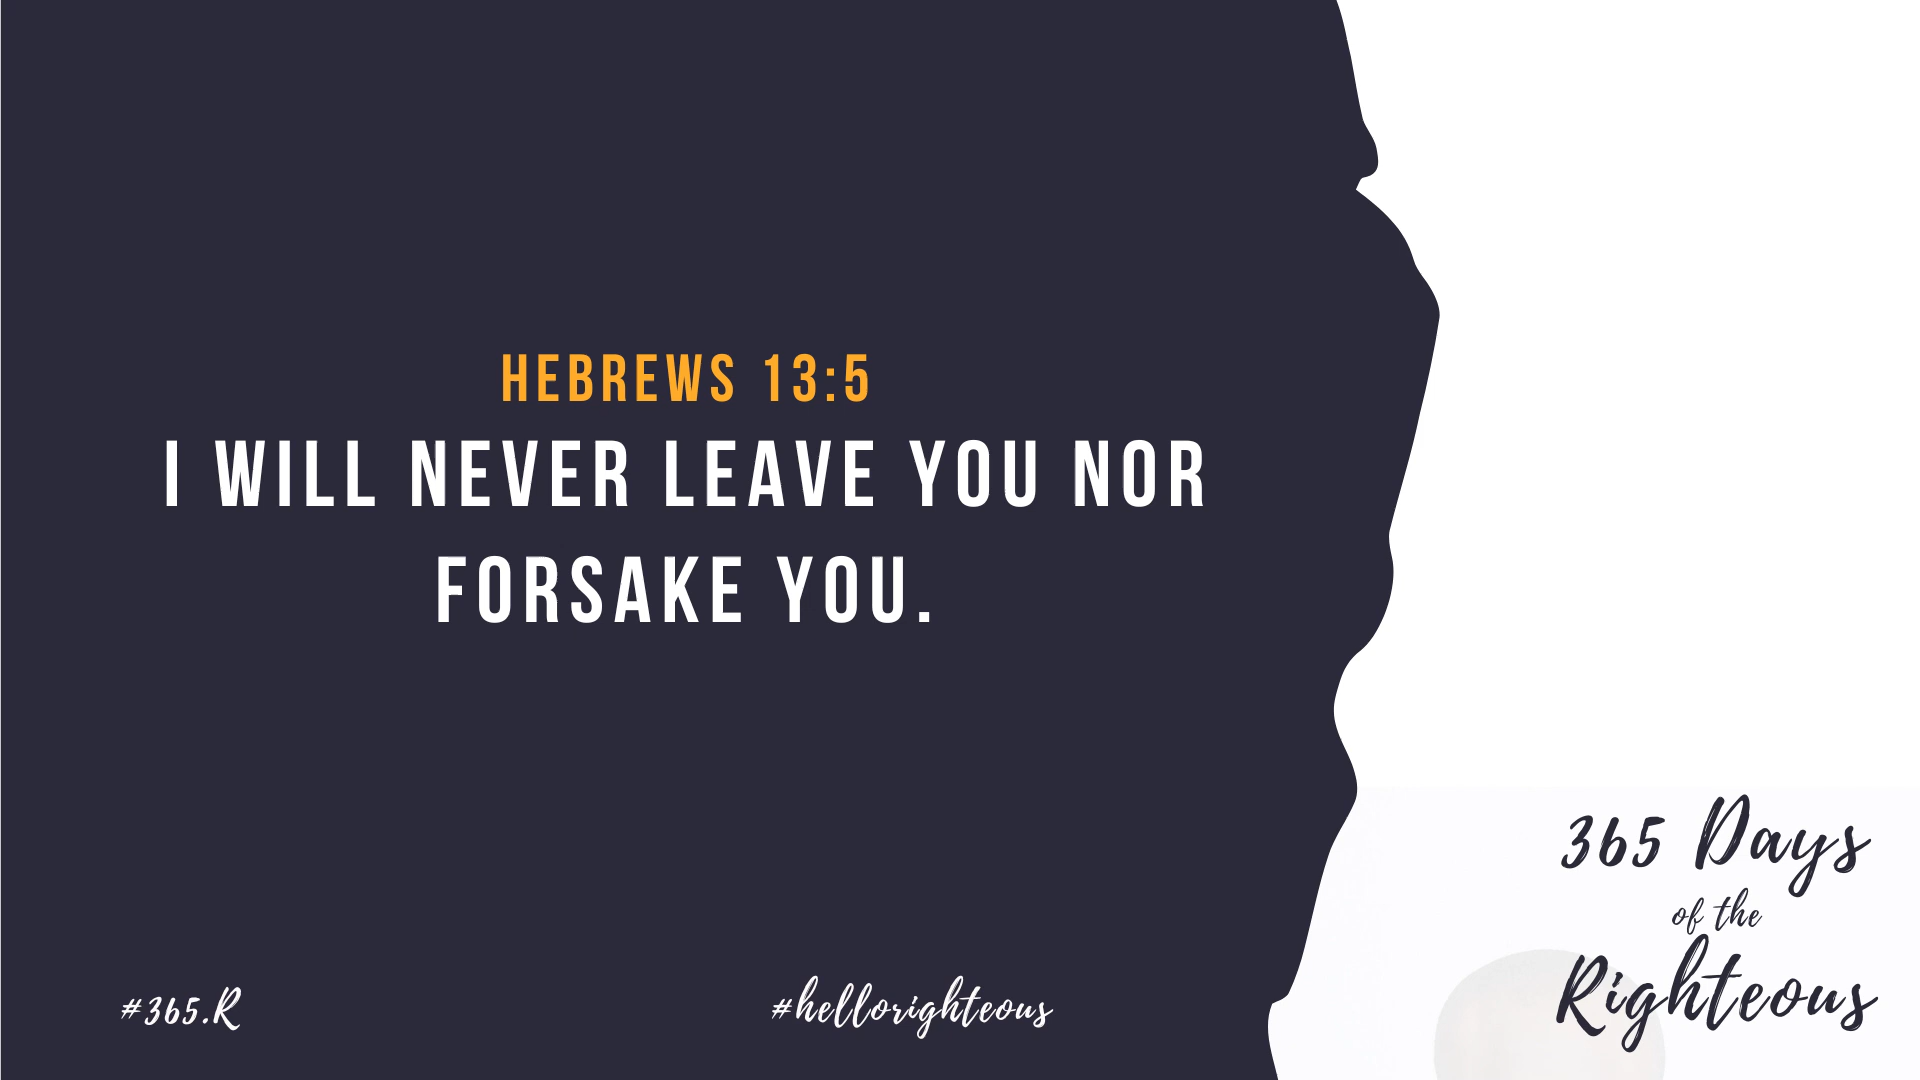 HEBREWS 13:5
I WILL NEVER LEAVE YOU NOR
FORSAKE YOU.
365 Days
of the
Righteous
#365.R
#hellorighteous